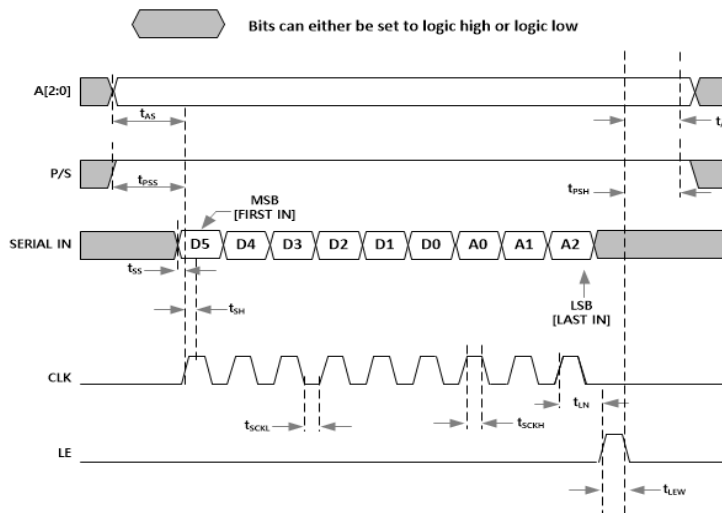 Bits can either be set to logic high or logic low
A[2:0]
tAS
P/S
tPSS
tPSH
MSB
[FIRST IN]
SERIAL IN
D5 D4 D3 D2 D1 D0 A0 A1 A2
tSS
tSH
LSB
[LAST IN]
CLK
tSCKL
tSCKH
tLN
LE
tLEW